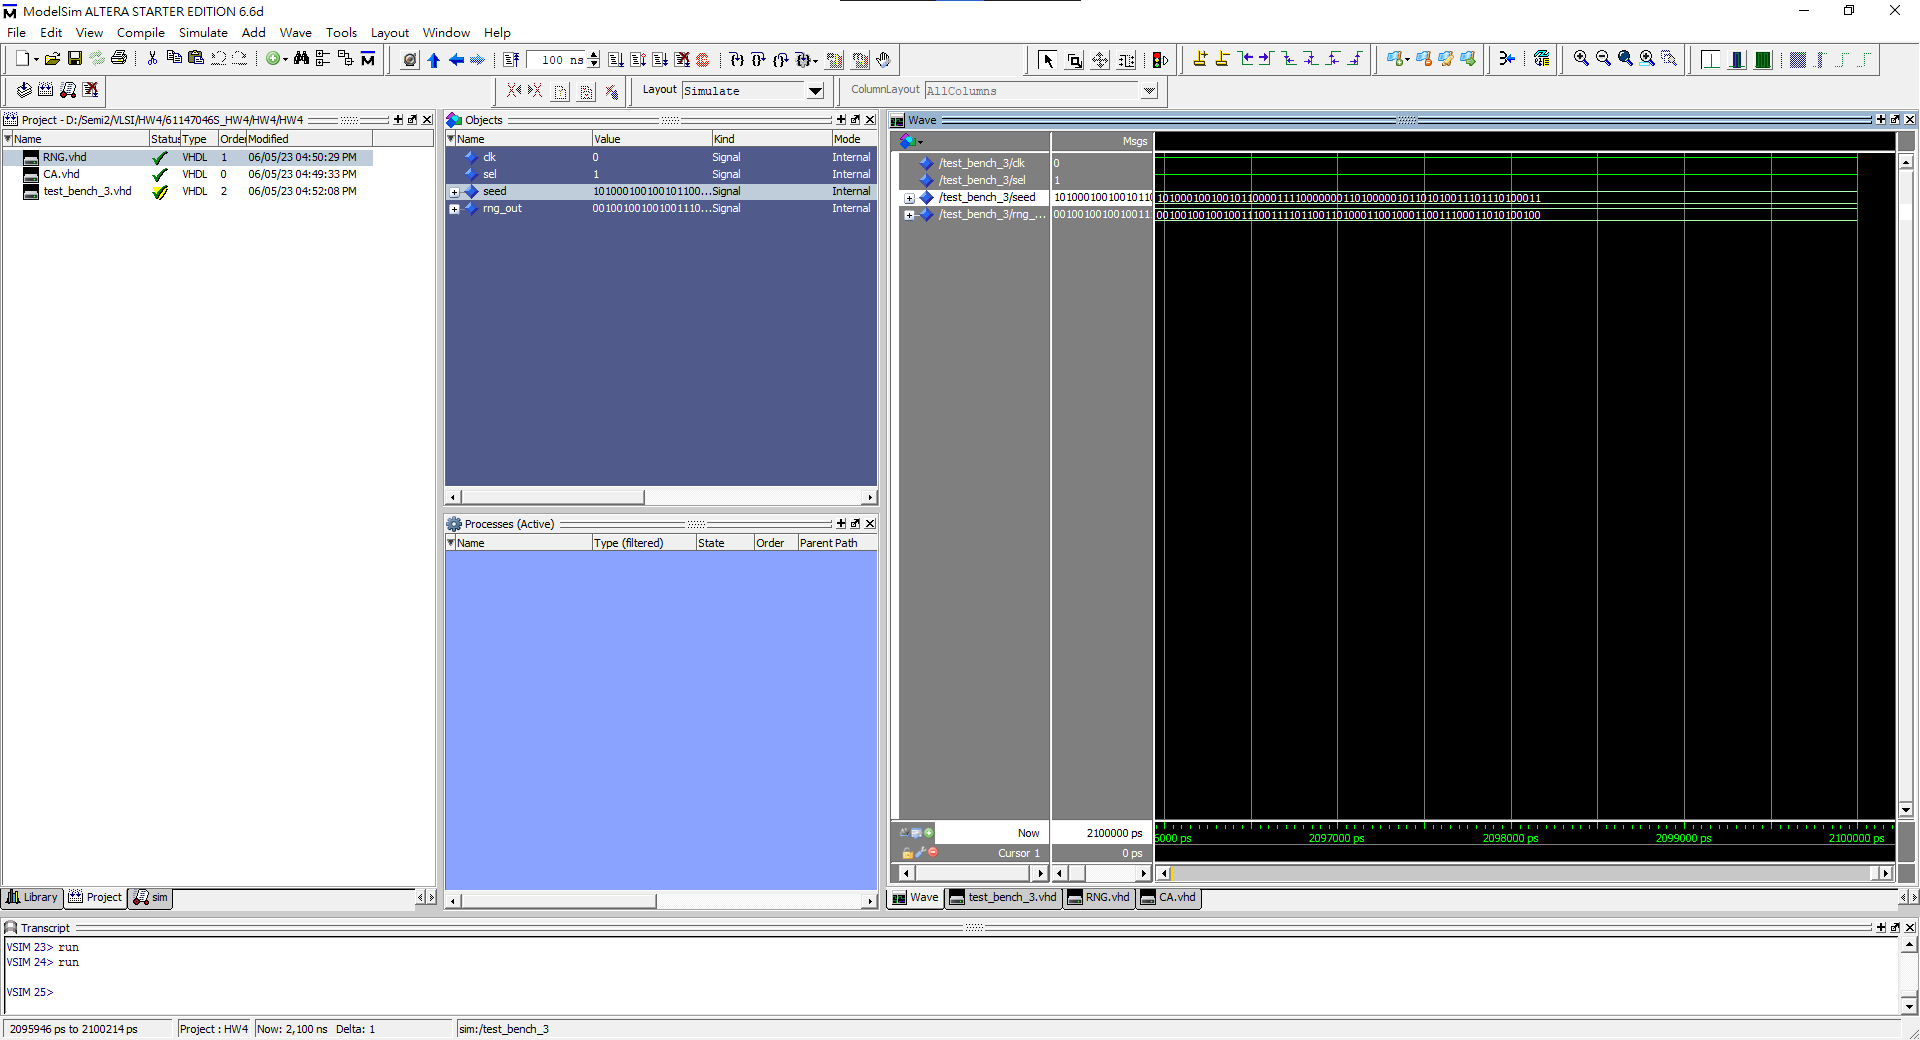 ModelSim ALTERA STARTER EDITION 6.6d
File Edit View Compile Simulate Add Wave Tools Layout Window Help
100 ns
Layout Simulate
ColumnLayout AllColumns
Project - D:/Semi2/VLSI/HW4/61147046S_HW4/HW4/HW4
Name Status Type Order Modified
RNG.vhd VHDL 1 06/05/23 04:50:29 PM
CA.vhd VHDL 0 06/05/23 04:49:33 PM
test_bench_3.vhd VHDL 2 06/05/23 04:52:08 PM
Library Project sim
Objects
Name Value Kind Mode
clk 0 Signal Internal
sel 1 Signal Internal
seed 101000100100101100... Signal Internal
rng_out 001001001001001110... Signal Internal
Processes (Active)
Name Type (filtered) State Order Parent Path
Wave
Msgs
/test_bench_3/clk 0
/test_bench_3/sel 1
/test_bench_3/seed
/test_bench_3/rng_...
Now 2100000 ps
Cursor 1 0 ps
6000 ps 2097000 ps 2098000 ps 2099000 ps 2100000 ps
Wave test_bench_3.vhd RNG.vhd CA.vhd
Transcript
VSIM 23> run
VSIM 24> run
VSIM 25>
2095946 ps to 2100214 ps Project : HW4 Now: 2,100 ns Delta: 1 sim:/test_bench_3